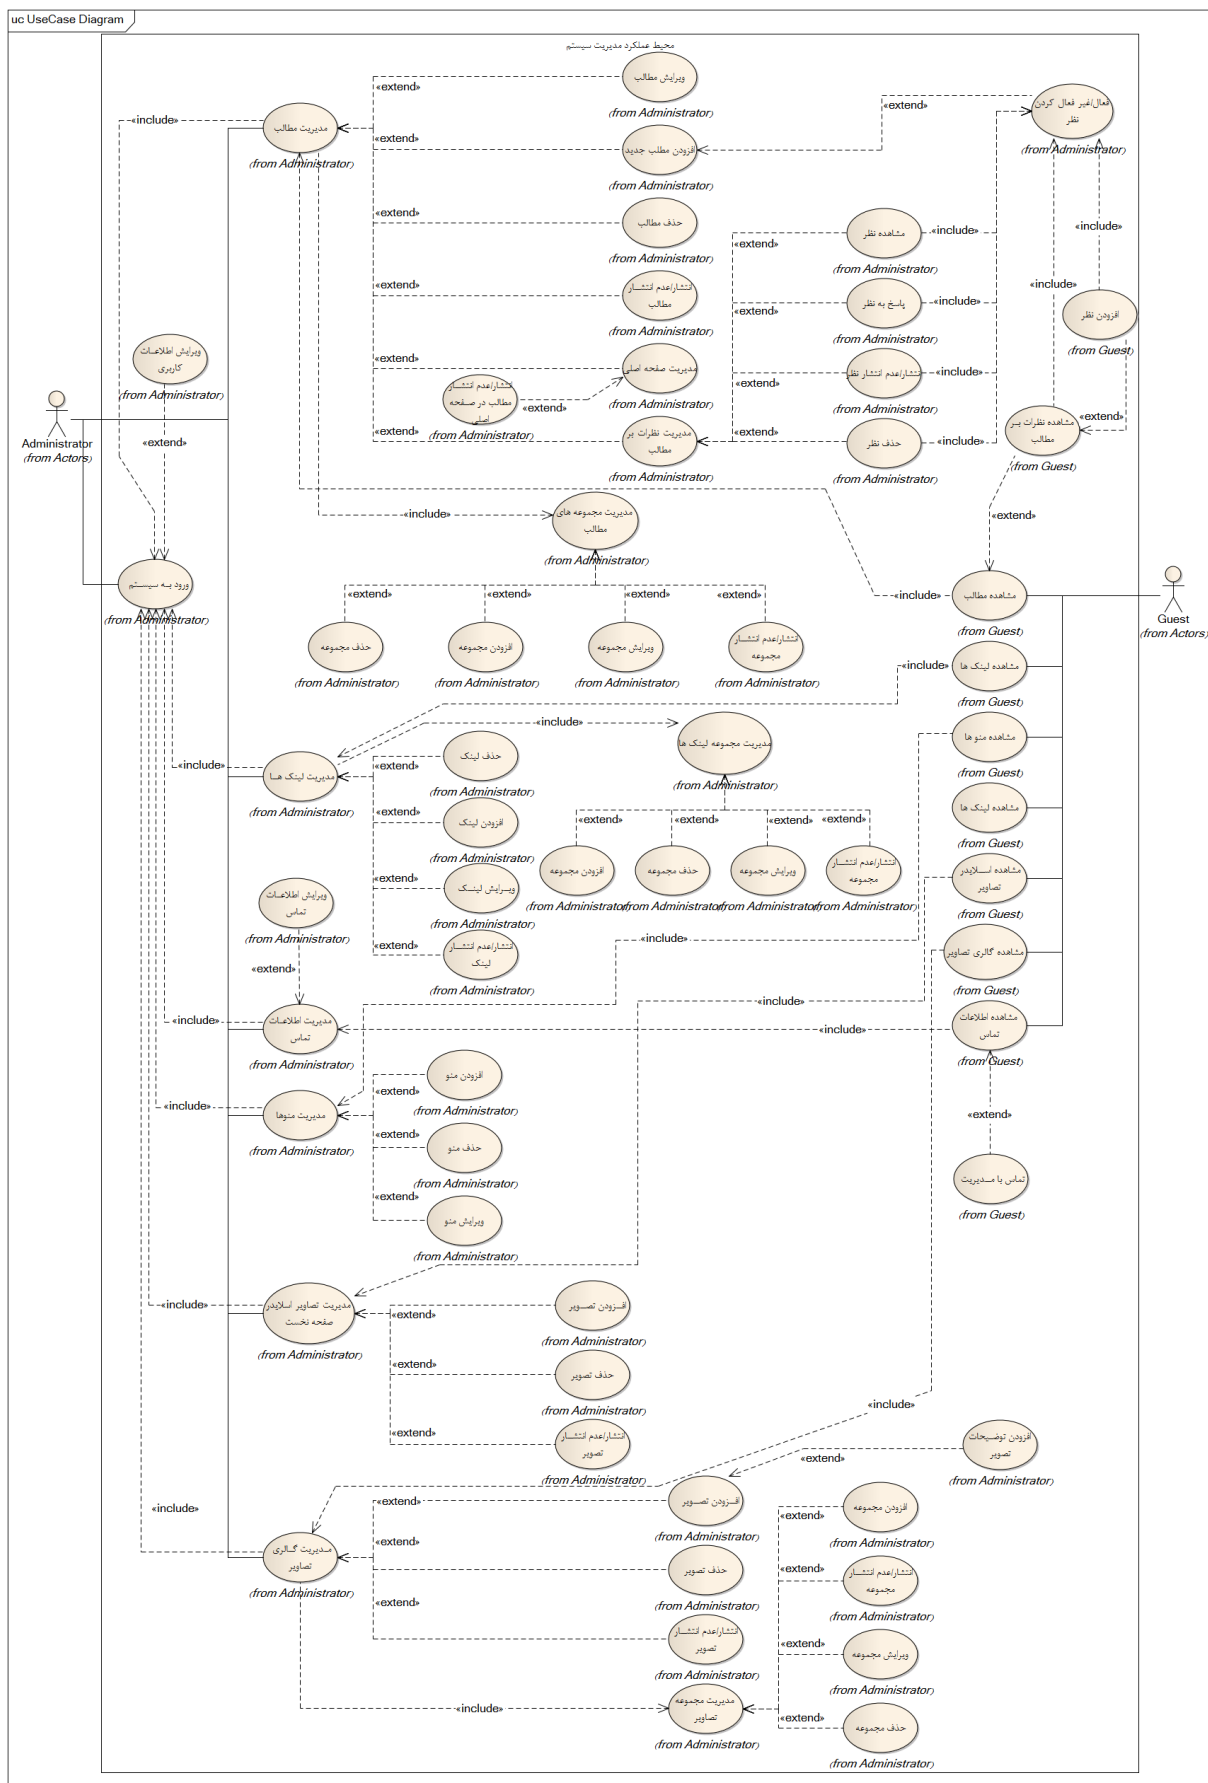 uc UseCase Diagram
محیط عملکرد مدیریت سیستم
ویرایش مطالب
(from Administrator)
«extend»
فعال/غیر فعال کردن
نظر
(from Administrator)
«extend»
«include»
مدیریت مطالب
(from Administrator)
«extend»
افزودن مطلب جدید
(from Administrator)
«extend»
حذف مطالب
(from Administrator)
«extend»
مشاهده نظر
(from Administrator)
«include»
«include»
«extend»
انتشار/عدم انتشار
مطالب
(from Administrator)
«extend»
پاسخ به نظر
(from Administrator)
«include»
«include»
افزودن نظر
(from Guest)
ویرایش اطلاعات
کاربری
(from Administrator)
«extend»
مدیریت صفحه اصلی
انتشار/عدم انتشار
مطالب در صفحه
اصلی
(from Administrator)
«extend»
«extend»
انتشار/عدم انتشار نظر
(from Administrator)
«include»
Administrator
(from Actors)
«extend»
«extend»
مدیریت نظرات بر
مطالب
(from Administrator)
«extend»
حذف نظر
(from Administrator)
«include»
مشاهده نظرات بر
مطالب
(from Guest)
«extend»
«include»
مدیریت مجموعه های
مطالب
(from Administrator)
«extend»
ورود به سیستم
(from Administrator)
«extend»
«extend»
«extend»
«extend»
«include»
مشاهده مطالب
(from Guest)
Guest
(from Actors)
حذف مجموعه
(from Administrator)
افزودن مجموعه
(from Administrator)
ویرایش مجموعه
(from Administrator)
انتشار/عدم انتشار
مجموعه
(from Administrator)
«include»
مشاهده لینک ها
(from Guest)
«include»
مدیریت مجموعه لینک ها
(from Administrator)
مشاهده منو ها
(from Guest)
«include»
مدیریت لینک ها
(from Administrator)
«extend»
حذف لینک
(from Administrator)
«extend»
افزودن لینک
(from Administrator)
«extend»
«extend»
«extend»
«extend»
مشاهده لینک ها
(from Guest)
افزودن مجموعه
(from Administrator)
حذف مجموعه
(from Administrator)
ویرایش مجموعه
(from Administrator)
انتشار/عدم انتشار
مجموعه
(from Administrator)
مشاهده اسلایدر
تصاویر
(from Guest)
«extend»
ویرایش لینک
(from Administrator)
ویرایش اطلاعات
تماس
(from Administrator)
«extend»
«extend»
انتشار/عدم انتشار
لینک
(from Administrator)
«include»
مشاهده گالری تصاویر
(from Guest)
«include»
«include»
مدیریت اطلاعات
تماس
(from Administrator)
«include»
مشاهده اطلاعات
تماس
(from Guest)
«include»
مدیریت منوها
(from Administrator)
«extend»
افزودن منو
(from Administrator)
«extend»
حذف منو
(from Administrator)
«extend»
ویرایش منو
(from Administrator)
«extend»
تماس با مدیریت
(from Guest)
«include»
مدیریت تصاویر اسلایدر
صفحه نخست
(from Administrator)
«extend»
افزودن تصویر
(from Administrator)
«extend»
حذف تصویر
(from Administrator)
«extend»
انتشار/عدم انتشار
تصویر
(from Administrator)
«include»
افزودن توضیحات
تصویر
(from Administrator)
«extend»
«include»
مدیریت گالری
تصاویر
(from Administrator)
«extend»
افزودن تصویر
(from Administrator)
«extend»
حذف تصویر
(from Administrator)
«extend»
انتشار/عدم انتشار
تصویر
(from Administrator)
«extend»
افزودن مجموعه
(from Administrator)
«extend»
انتشار/عدم انتشار
مجموعه
(from Administrator)
«extend»
ویرایش مجموعه
(from Administrator)
«include»
مدیریت مجموعه
تصاویر
(from Administrator)
«extend»
حذف مجموعه
(from Administrator)